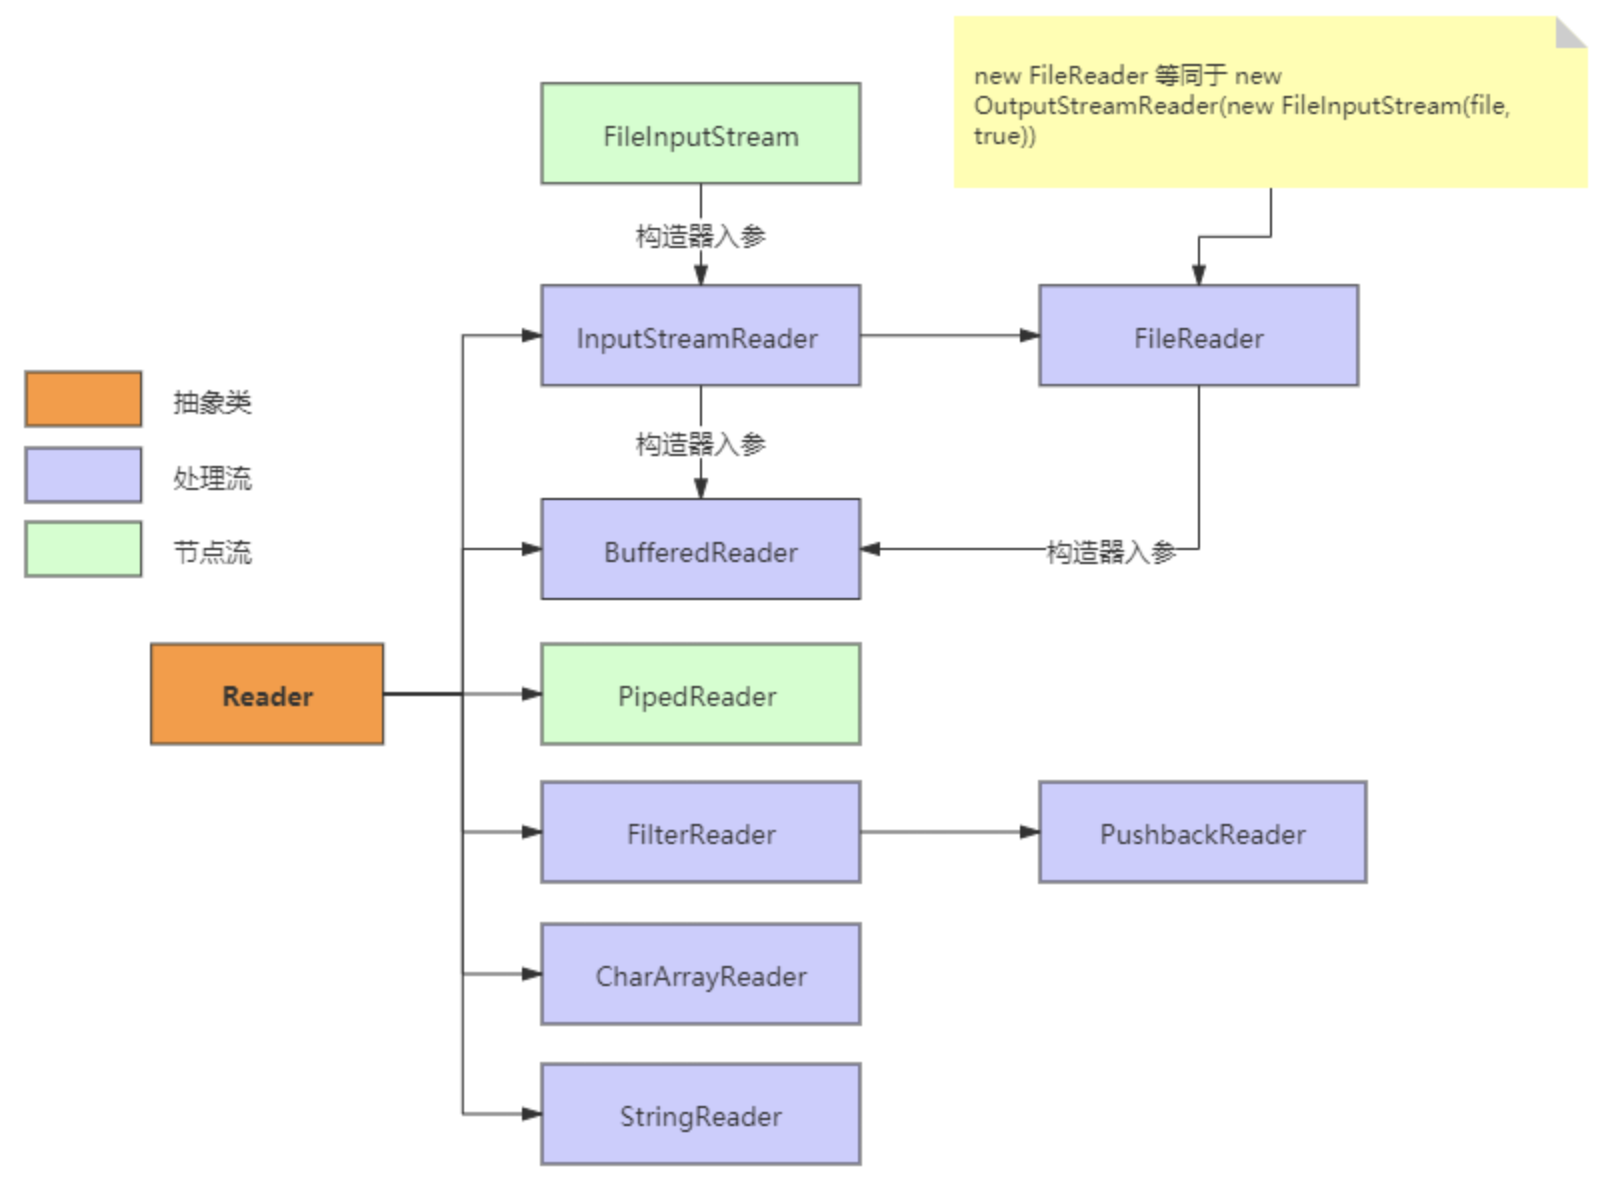 new FileReader 等同于 new
OutputStreamReader(new FileInputStream(file,
true))
FileInputStream
构造器入参
InputStreamReader
FileReader
抽象类
构造器入参
处理流
BufferedReader
构造器入参
节点流
Reader
PipedReader
FilterReader
PushbackReader
CharArrayReader
StringReader